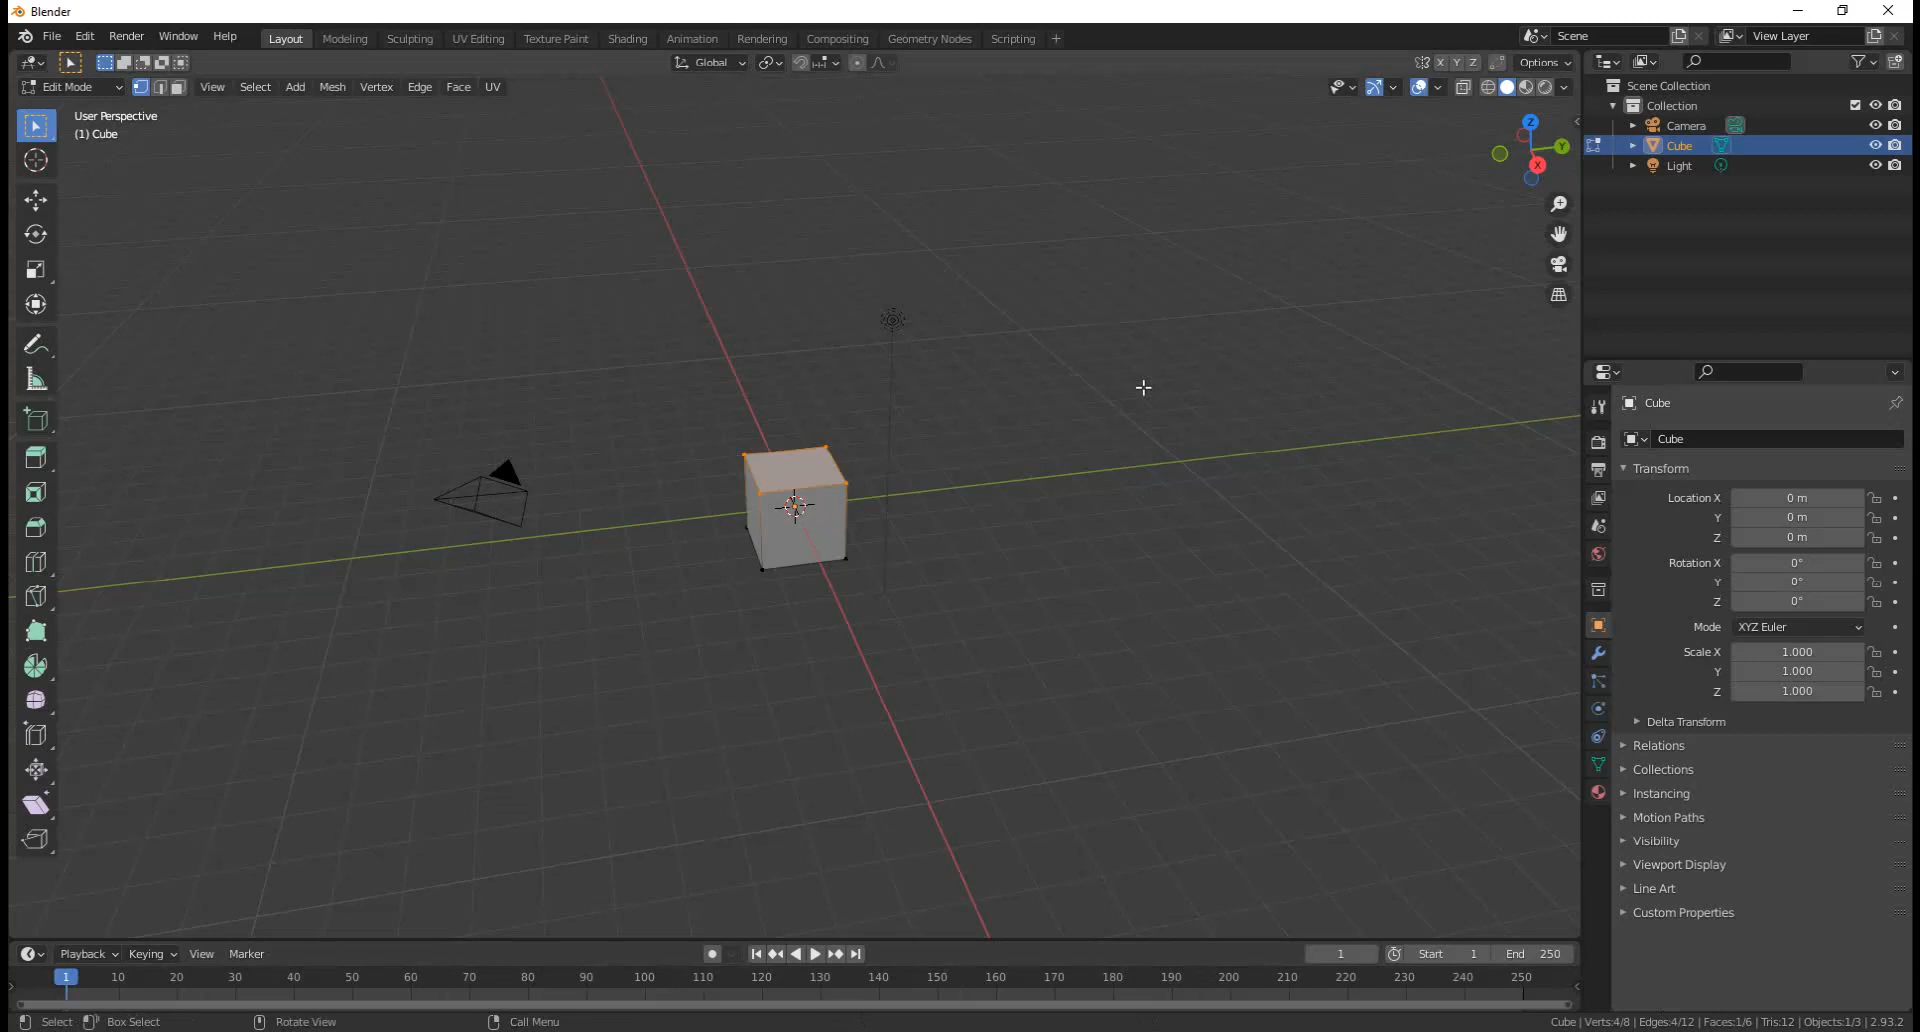 Blender
File Edit Render Window Help Layout Modeling Sculpting UV Editing Texture Paint Shading Animation Rendering Compositing Geometry Nodes Scripting + Scene View Layer
Global X Y Z Options
Edit Mode View Select Add Mesh Vertex Edge Face UV
User Perspective
(1) Cube
Z
Y
X
Scene Collection
Collection
Camera
Cube
Light
Cube
Cube
Transform
Location X 0 m
Y 0 m
Z 0 m
Rotation X 0°
Y 0°
Z 0°
Mode XYZ Euler
Scale X 1.000
Y 1.000
Z 1.000
Delta Transform
Relations
Collections
Instancing
Motion Paths
Visibility
Viewport Display
Line Art
Custom Properties
Playback Keying View Marker 1 Start 1 End 250
1 10 20 30 40 50 60 70 80 90 100 110 120 130 140 150 160 170 180 190 200 210 220 230 240 250
Select Box Select Rotate View Call Menu Cube | Verts:4/8 | Edges:4/12 | Faces:1/6 | Tris:12 | Objects:1/3 | 2.93.2